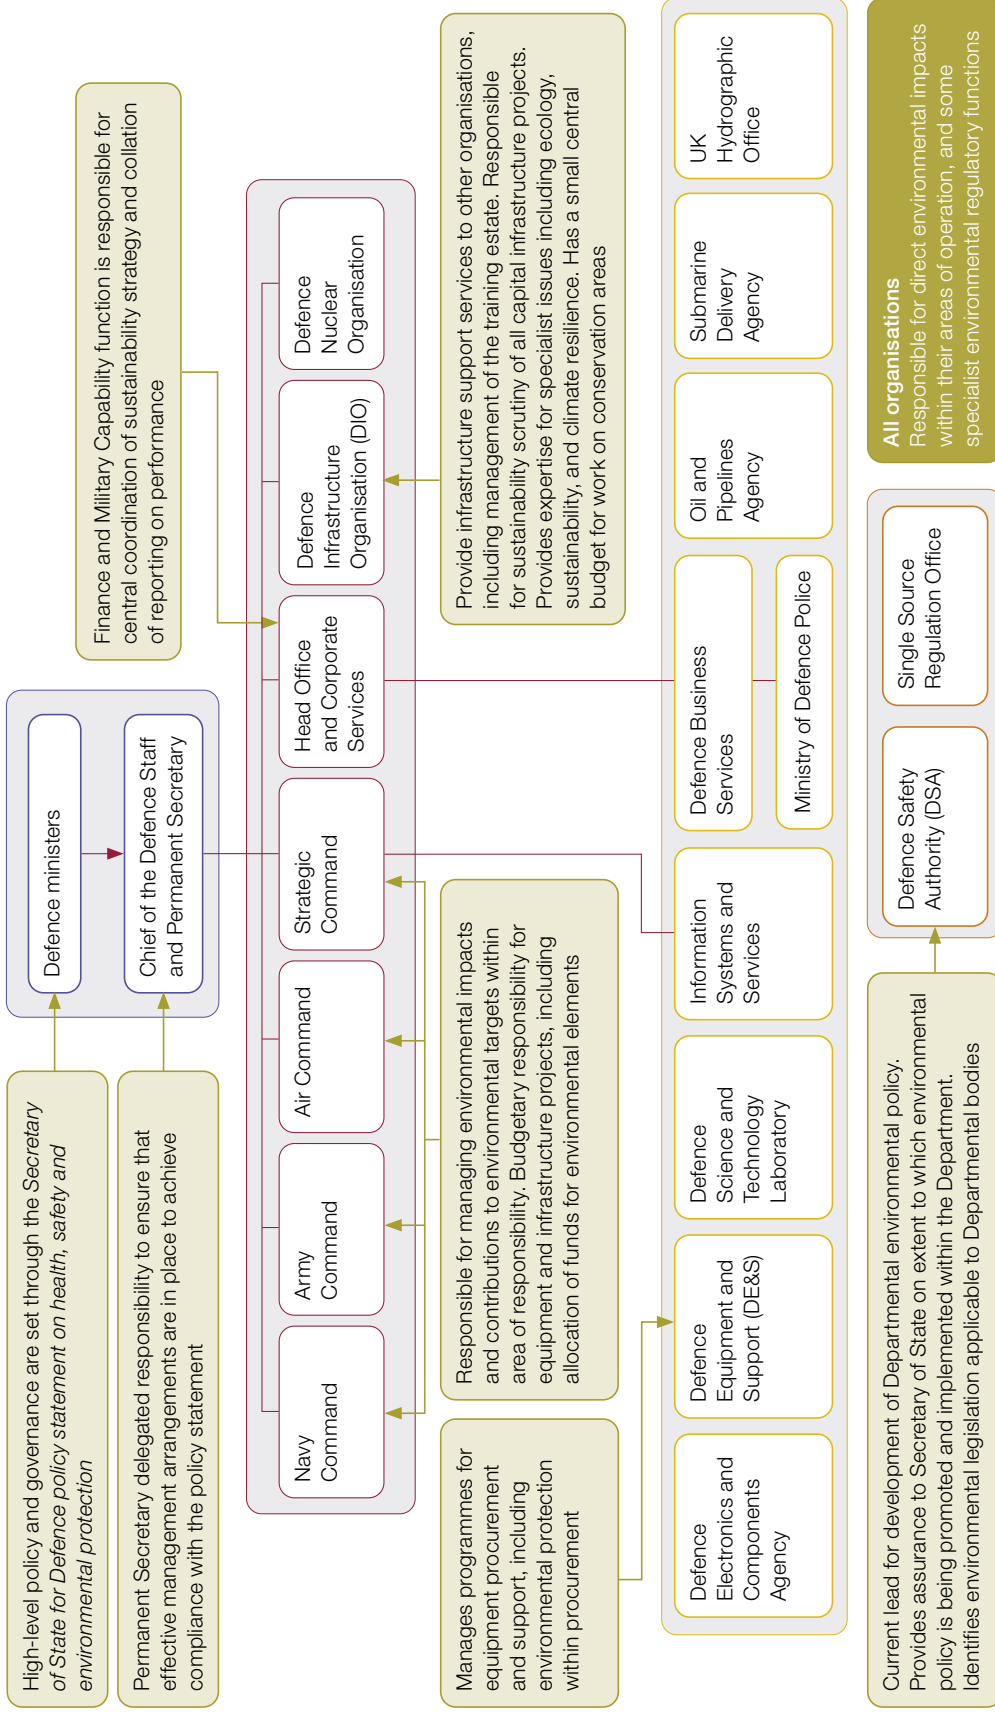 High-level policy and governance are set through the Secretary
of State for Defence policy statement on health, safety and
environmental protection
Defence ministers
Finance and Military Capability function is responsible for
central coordination of sustainability strategy and collation
of reporting on performance
Permanent Secretary delegated responsibility to ensure that
effective management arrangements are in place to achieve
compliance with the policy statement
Chief of the Defence Staff
and Permanent Secretary
Navy
Command
Army
Command
Air Command
Strategic
Command
Head Office
and Corporate
Services
Defence
Infrastructure
Organisation (DIO)
Defence
Nuclear
Organisation
Manages programmes for
equipment procurement
and support, including
environmental protection
within procurement
Responsible for managing environmental impacts
and contributions to environmental targets within
area of responsibility. Budgetary responsibility for
equipment and infrastructure projects, including
allocation of funds for environmental elements
Provide infrastructure support services to other organisations,
including management of the training estate. Responsible
for sustainability scrutiny of all capital infrastructure projects.
Provides expertise for specialist issues including ecology,
sustainability, and climate resilience. Has a small central
budget for work on conservation areas
Defence
Electronics and
Components
Agency
Defence
Equipment and
Support (DE&S)
Defence
Science and
Technology
Laboratory
Information
Systems and
Services
Defence Business
Services
Ministry of Defence Police
Oil and
Pipelines
Agency
Submarine
Delivery
Agency
UK
Hydrographic
Office
Current lead for development of Departmental environmental policy.
Provides assurance to Secretary of State on extent to which environmental
policy is being promoted and implemented within the Department.
Identifies environmental legislation applicable to Departmental bodies
Defence Safety
Authority (DSA)
Single Source
Regulation Office
All organisations
Responsible for direct environmental impacts
within their areas of operation, and some
specialist environmental regulatory functions